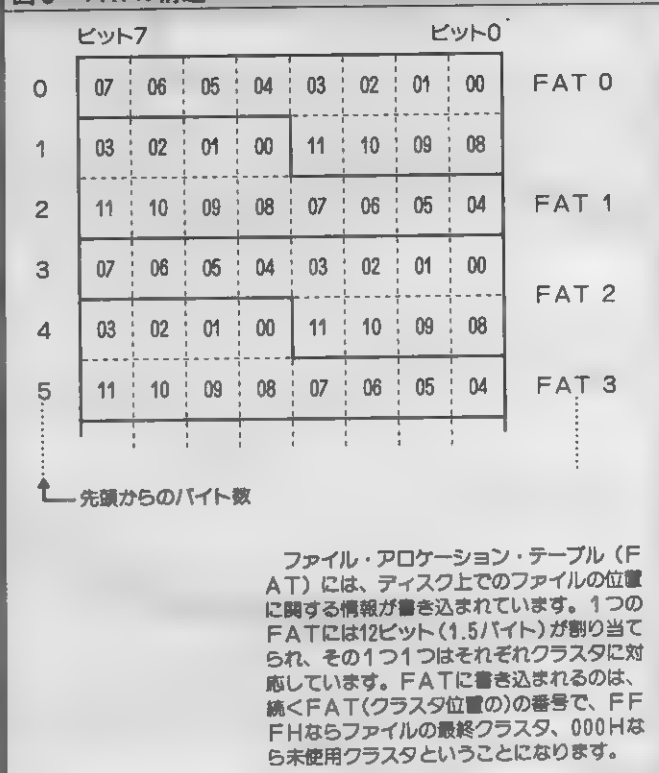 ビット7 ビット0
0 07 06 05 04 03 02 01 00 FAT 0
1 03 02 01 00 11 10 09 08
2 11 10 09 08 07 06 05 04 FAT 1
3 07 06 05 04 03 02 01 00
FAT 2
4 03 02 01 00 11 10 09 08
5 11 10 09 08 07 06 05 04 FAT 3
先頭からのバイト数
ファイル・アロケーション・テーブル(F
AT)には、ディスク上でのファイルの位置
に関する情報が書き込まれています。1つの
FATには12ビット(1.5バイト)が割り当て
られ、その1つ1つはそれぞれクラスタに対
応しています。FATに書き込まれるのは、
続くFAT(クラスタ位置の)の番号で、FF
FHならファイルの最終クラスタ、000Hな
ら未使用クラスタということになります。